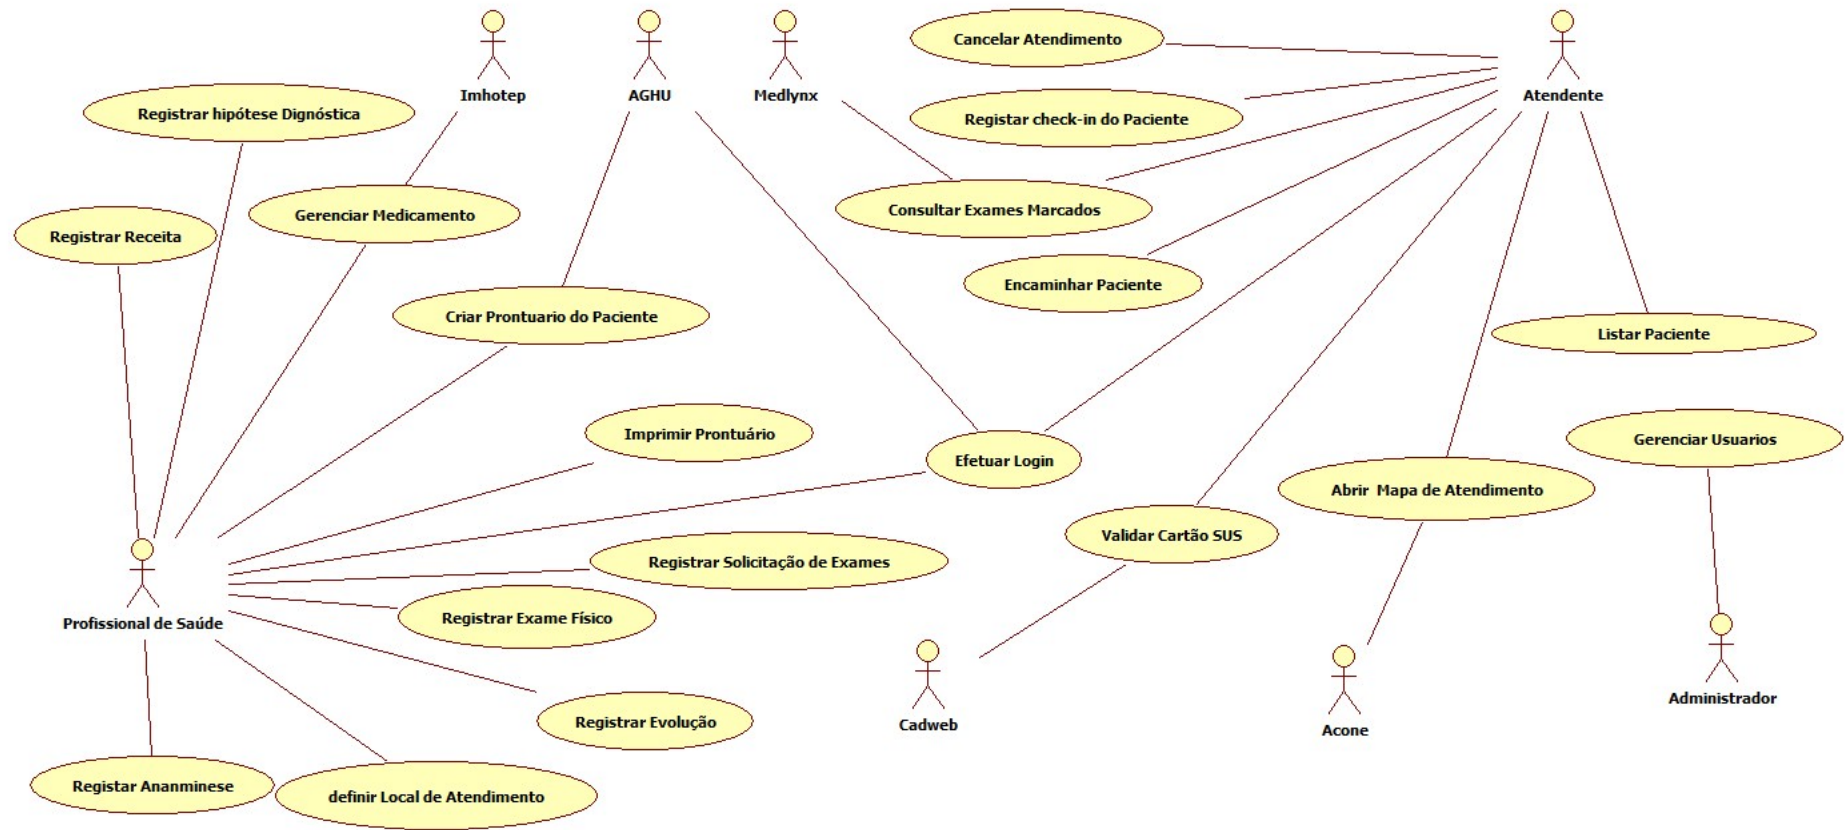 Cancelar Atendimento
Imhotep
AGHU
Medlynx
Atendente
Registrar hipótese Dignóstica
Registar check-in do Paciente
Registrar Receita
Gerenciar Medicamento
Consultar Exames Marcados
Encaminhar Paciente
Criar Prontuario do Paciente
Listar Paciente
Imprimir Prontuário
Efetuar Login
Gerenciar Usuarios
Abrir Mapa de Atendimento
Validar Cartão SUS
Registrar Solicitação de Exames
Registrar Exame Físico
Profissional de Saúde
Registrar Evolução
Cadweb
Acone
Administrador
Registar Ananminese
definir Local de Atendimento